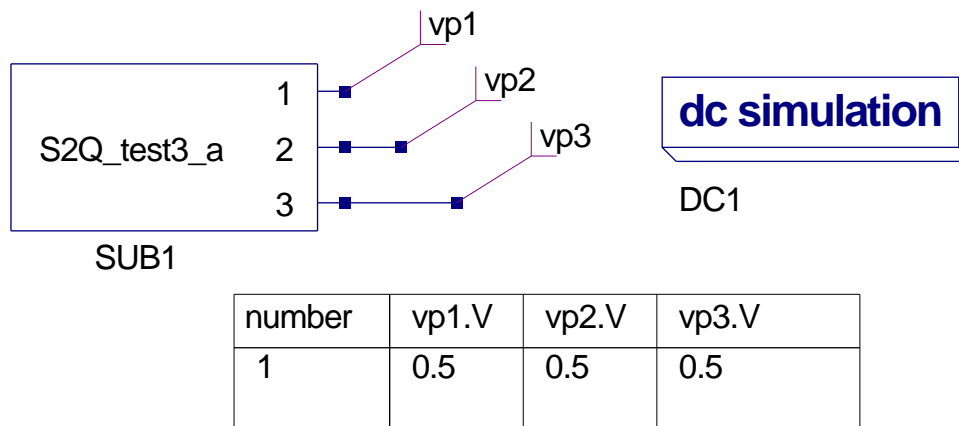 vp1
1
vp2
dc simulation
S2Q_test3_a
2
vp3
3
DC1
SUB1
number vp1.V vp2.V vp3.V
1 0.5 0.5 0.5